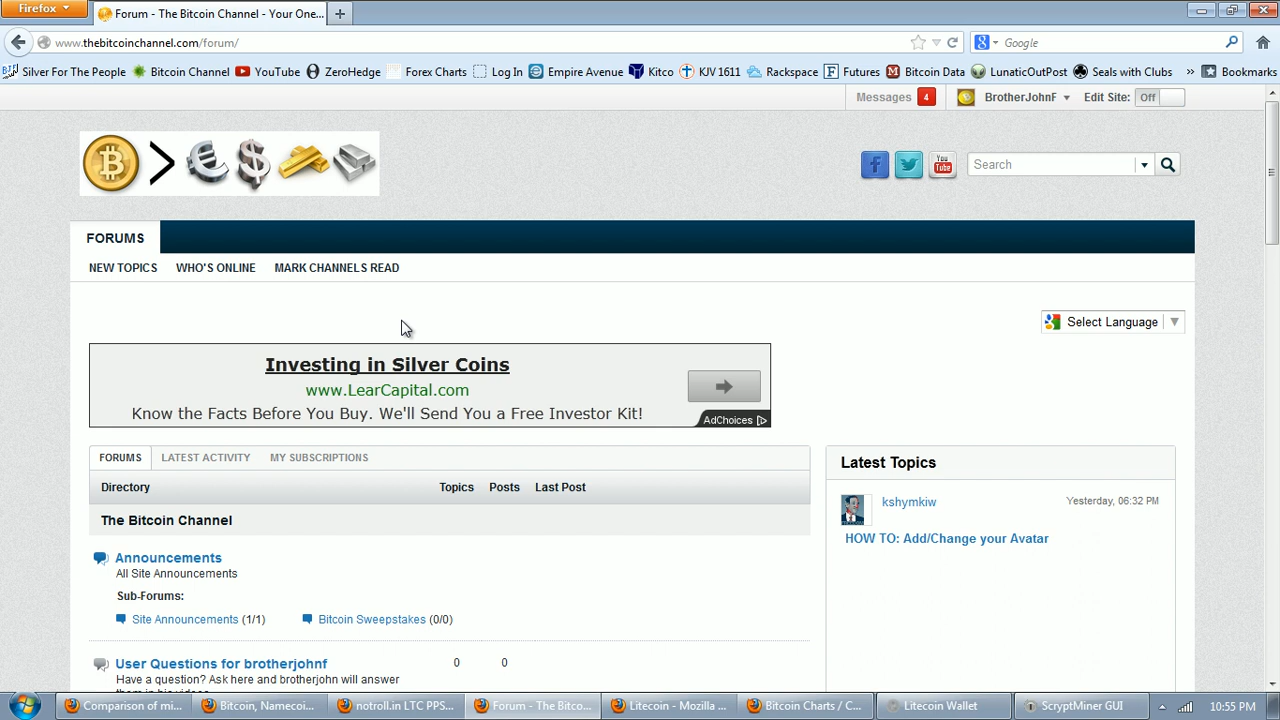 Firefox
Forum - The Bitcoin Channel - Your One...
www.thebitcoinchannel.com/forum/
Google
Silver For The People Bitcoin Channel YouTube ZeroHedge Forex Charts Log In Empire Avenue Kitco KJV 1611 Rackspace Futures Bitcoin Data LunaticOutPost Seals with Clubs » Bookmarks
Messages 4 BrotherJohnF Edit Site: Off
Search
FORUMS
NEW TOPICS WHO'S ONLINE MARK CHANNELS READ
Select Language
Investing in Silver Coins
www.LearCapital.com
Know the Facts Before You Buy. We'll Send You a Free Investor Kit!
AdChoices
FORUMS LATEST ACTIVITY MY SUBSCRIPTIONS
Directory Topics Posts Last Post
The Bitcoin Channel
Announcements
All Site Announcements
Sub-Forums:
Site Announcements (1/1) Bitcoin Sweepstakes (0/0)
User Questions for brotherjohnf 0 0
Have a question? Ask here and brotherjohn will answer
them in his videos
Latest Topics
kshymkiw Yesterday, 06:32 PM
HOW TO: Add/Change your Avatar
Comparison of mi... Bitcoin, Namecoi... notroll.in LTC PPS... Forum - The Bitco... Litecoin - Mozilla ... Bitcoin Charts / C... Litecoin Wallet ScryptMiner GUI 10:55 PM